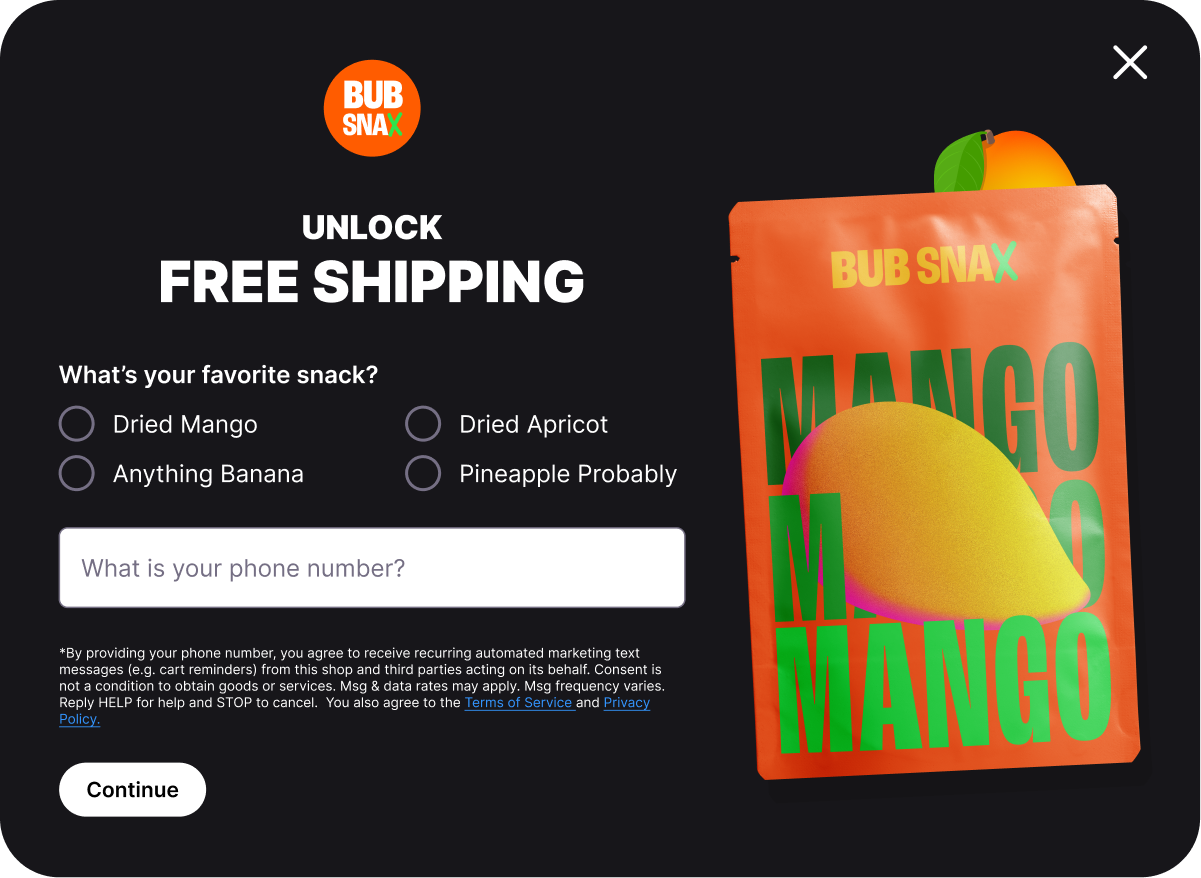 BUB
SNAX
UNLOCK
FREE SHIPPING
What’s your favorite snack?
Dried Mango
Dried Apricot
Anything Banana
Pineapple Probably
What is your phone number?
*By providing your phone number, you agree to receive recurring automated marketing text
messages (e.g. cart reminders) from this shop and third parties acting on its behalf. Consent is
not a condition to obtain goods or services. Msg & data rates may apply. Msg frequency varies.
Reply HELP for help and STOP to cancel.  You also agree to the Terms of Service and Privacy
Policy.
Continue
BUB SNAX
MANGO
M O
MANGO